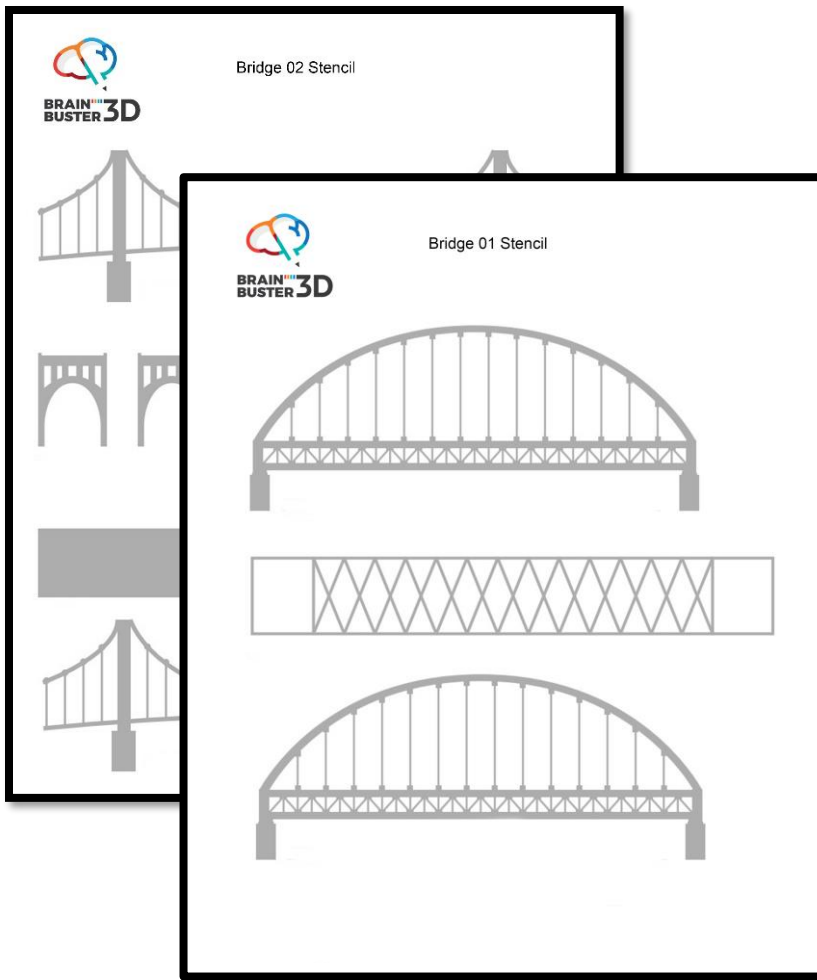 Bridge 02 Stencil
BRAIN
BUSTER 3D
Bridge 01 Stencil
BRAIN
BUSTER 3D